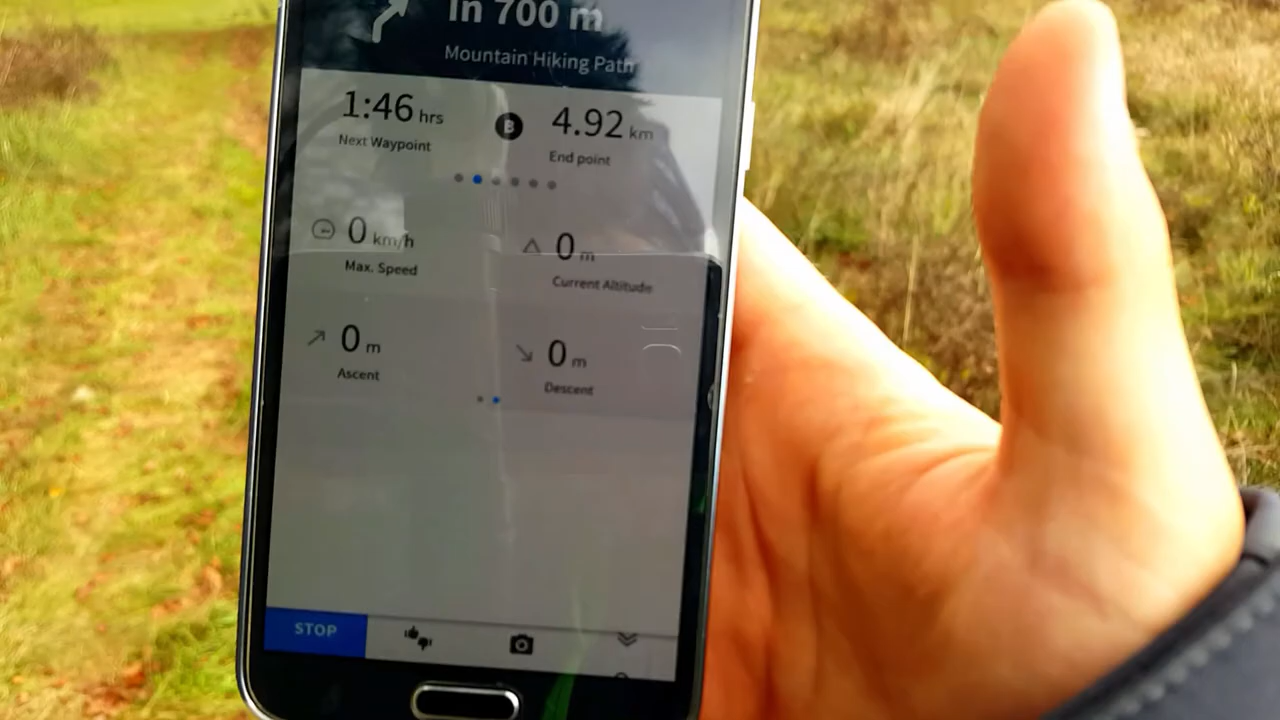 In 700 m
Mountain Hiking Path
1:46 hrs
Next Waypoint
B
4.92 km
End point
0 km/h
Max. Speed
0 m
Current Altitude
0 m
Ascent
0 m
Descent
STOP